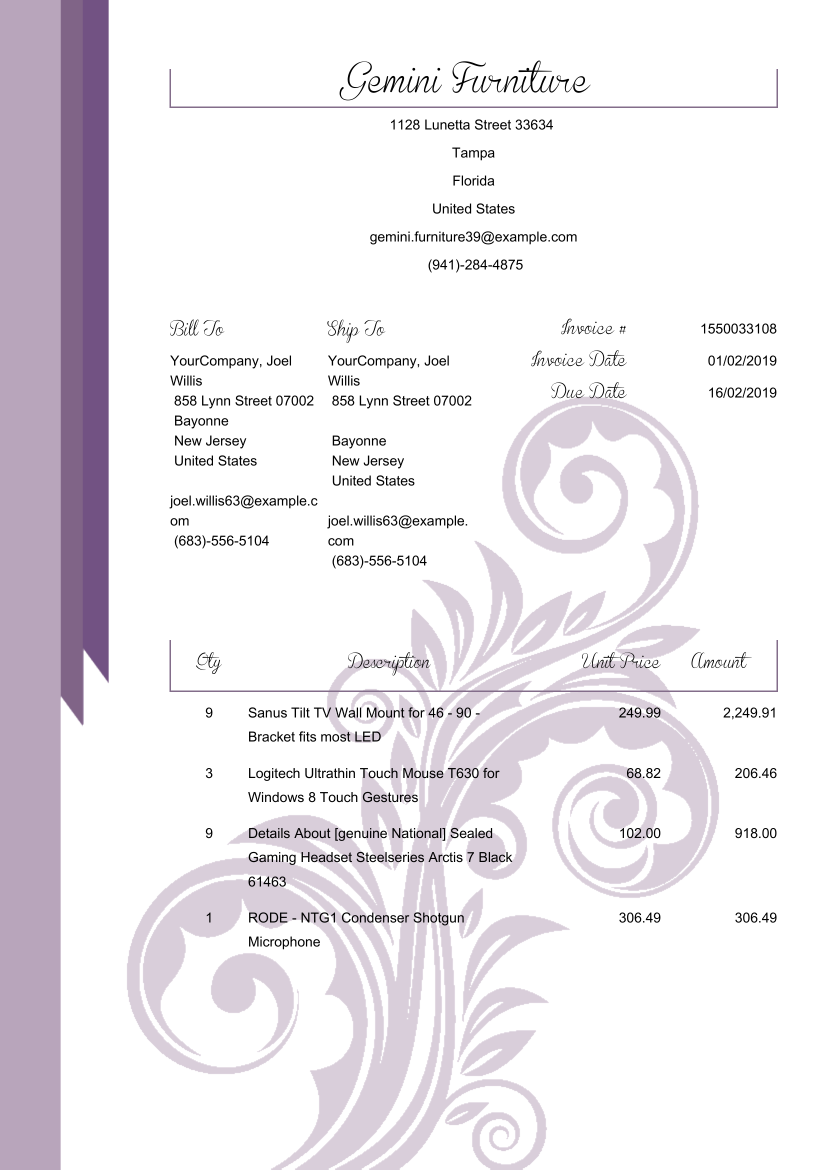 Gemini Furniture
1128 Lunetta Street 33634
Tampa
Florida
United States
gemini.furniture39@example.com
(941)-284-4875
Bill To
YourCompany, Joel
Willis
858 Lynn Street 07002
Bayonne
New Jersey
United States
joel.willis63@example.c
om
(683)-556-5104
Ship To
YourCompany, Joel
Willis
858 Lynn Street 07002
Bayonne
New Jersey
United States
joel.willis63@example.
com
(683)-556-5104
Invoice # 1550033108
Invoice Date 01/02/2019
Due Date 16/02/2019
Qty Description Unit Price Amount
9 Sanus Tilt TV Wall Mount for 46 - 90 - 249.99 2,249.91
Bracket fits most LED
3 Logitech Ultrathin Touch Mouse T630 for 68.82 206.46
Windows 8 Touch Gestures
9 Details About [genuine National] Sealed 102.00 918.00
Gaming Headset Steelseries Arctis 7 Black
61463
1 RODE - NTG1 Condenser Shotgun 306.49 306.49
Microphone